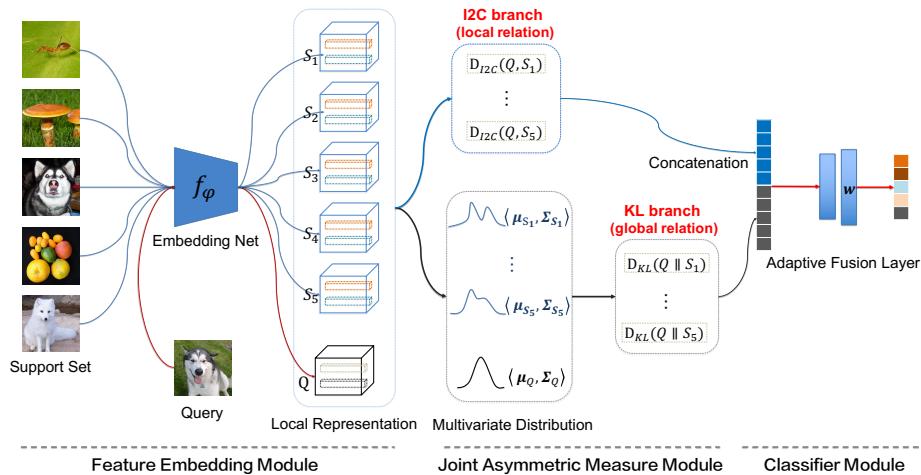 Support Set
Query
f_φ
Embedding Net
S_1
S_2
S_3
S_4
S_5
Q
Local Representation
Feature Embedding Module
I2C branch
(local relation)
D_{I2C}(Q, S_1)
⋮
D_{I2C}(Q, S_5)
⟨μ_{S_1}, Σ_{S_1}⟩
⋮
⟨μ_{S_5}, Σ_{S_5}⟩
⟨μ_Q, Σ_Q⟩
Multivariate Distribution
KL branch
(global relation)
D_{KL}(Q ∥ S_1)
⋮
D_{KL}(Q ∥ S_5)
Joint Asymmetric Measure Module
Concatenation
w
Adaptive Fusion Layer
Classifier Module